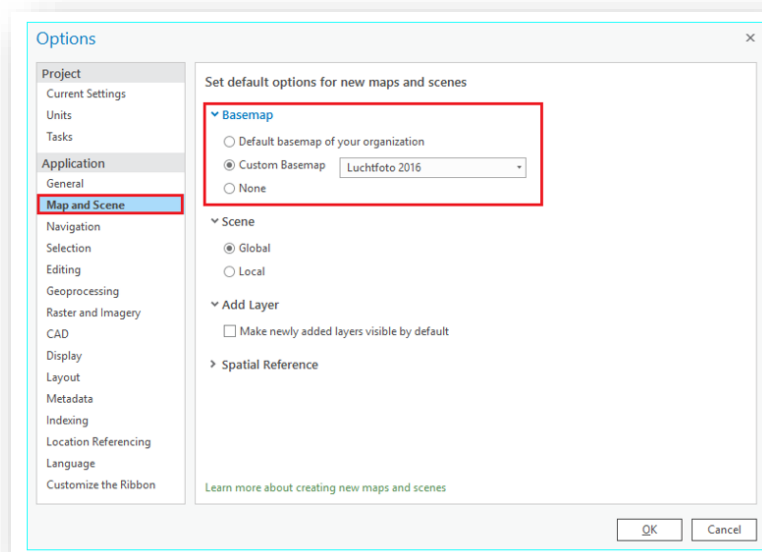 Options
Project
Current Settings
Units
Tasks
Application
General
Map and Scene
Navigation
Selection
Editing
Geoprocessing
Raster and Imagery
CAD
Display
Layout
Metadata
Indexing
Location Referencing
Language
Customize the Ribbon
Set default options for new maps and scenes
Basemap
Default basemap of your organization
Custom Basemap Luchtfoto 2016
None
Scene
Global
Local
Add Layer
Make newly added layers visible by default
Spatial Reference
Learn more about creating new maps and scenes
OK Cancel